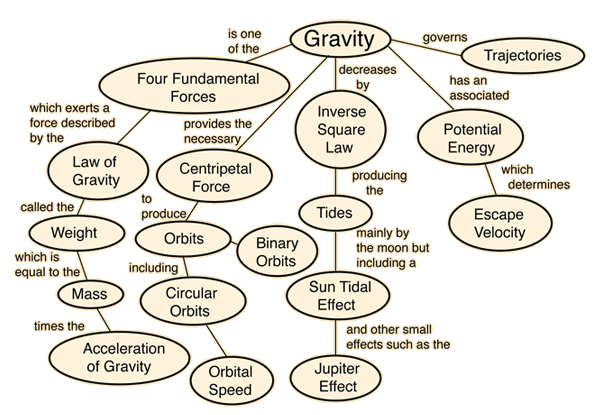 Gravity
is one
of the
governs
Trajectories
Four Fundamental
Forces
decreases
by
has an
associated
which exerts a
force described
by the
provides the
necessary
Inverse
Square
Law
Potential
Energy
Law of
Gravity
Centripetal
Force
producing
the
which
determines
called the
to
produce
Tides
Escape
Velocity
Weight
Orbits
Binary
Orbits
mainly by
the moon but
including a
which is
equal to the
including
Mass
Circular
Orbits
Sun Tidal
Effect
times the
and other small
effects such as the
Acceleration
of Gravity
Orbital
Speed
Jupiter
Effect